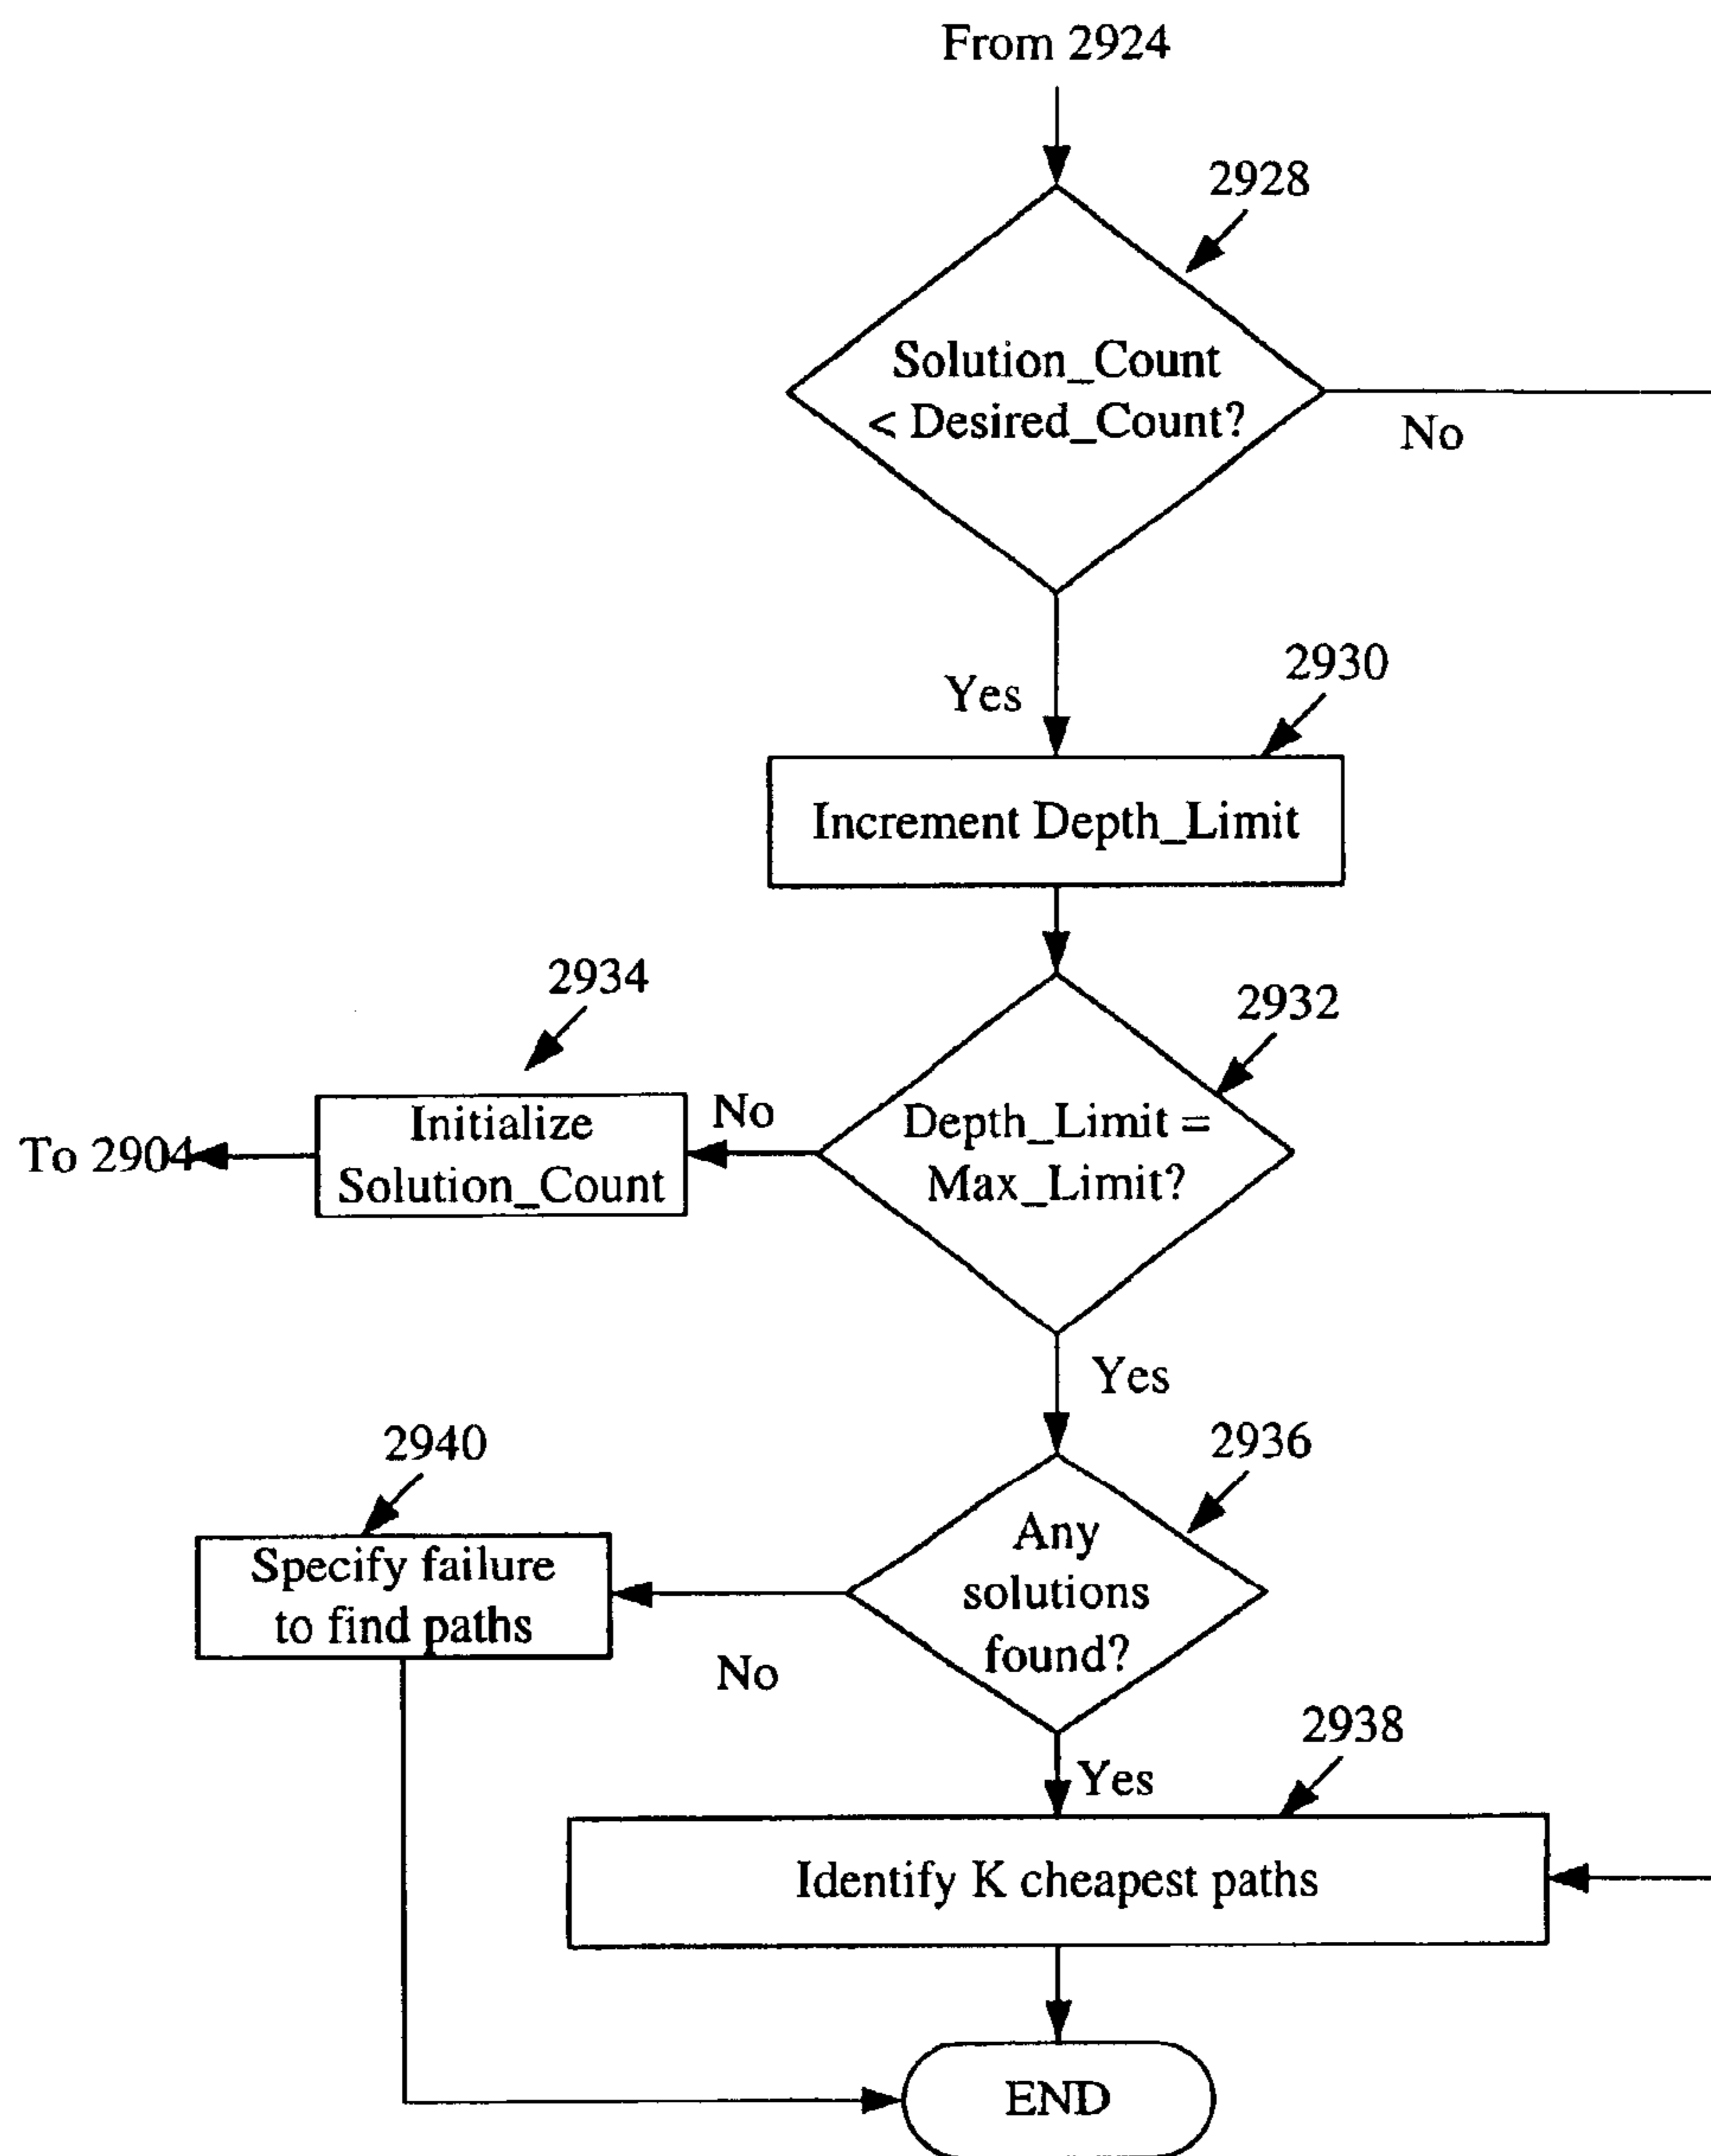 From 2924
2928
Solution_Count
< Desired_Count?
No
2930
Yes
Increment Depth_Limit
2934
2932
Initialize
Solution_Count
No
Depth_Limit =
Max_Limit?
To 2904
Yes
2940
2936
Specify failure
to find paths
Any
solutions
found?
No
2938
Yes
Identify K cheapest paths
END